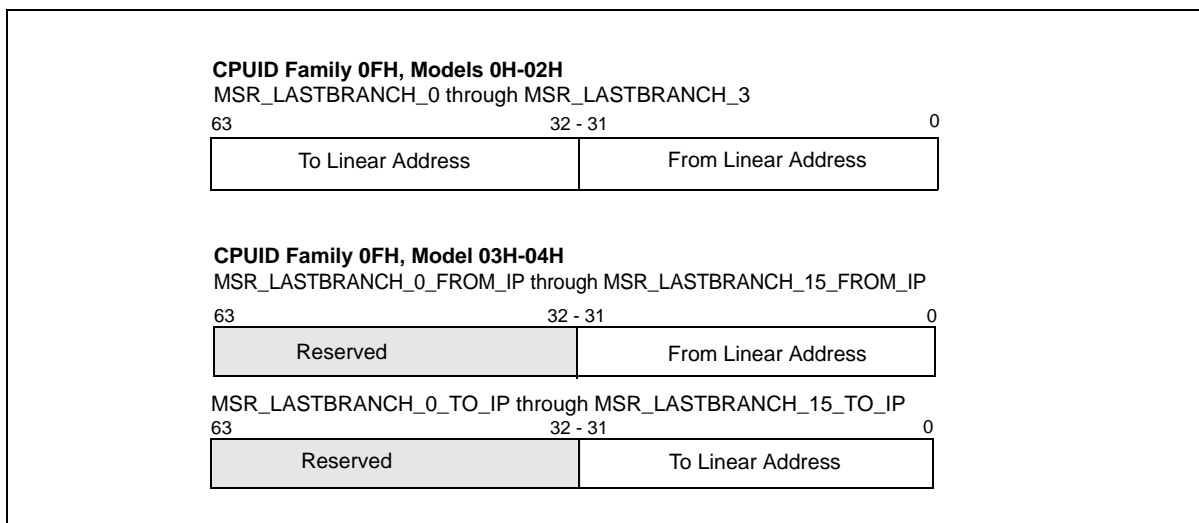 CPUID Family 0FH, Models 0H-02H
MSR_LASTBRANCH_0 through MSR_LASTBRANCH_3
63 32 - 31 0
To Linear Address From Linear Address
CPUID Family 0FH, Model 03H-04H
MSR_LASTBRANCH_0_FROM_IP through MSR_LASTBRANCH_15_FROM_IP
63 32 - 31 0
Reserved From Linear Address
MSR_LASTBRANCH_0_TO_IP through MSR_LASTBRANCH_15_TO_IP
63 32 - 31 0
Reserved To Linear Address